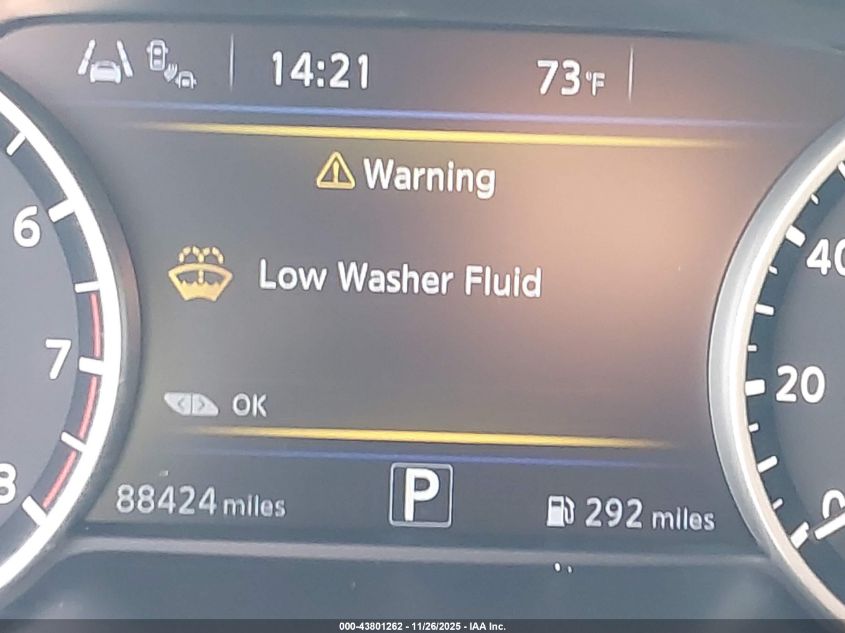 14:21 73°F
Warning
Low Washer Fluid
6
40
7
20
OK
8
0
88424 miles P 292 miles
000-43801262 - 11/26/2025 - IAA Inc.